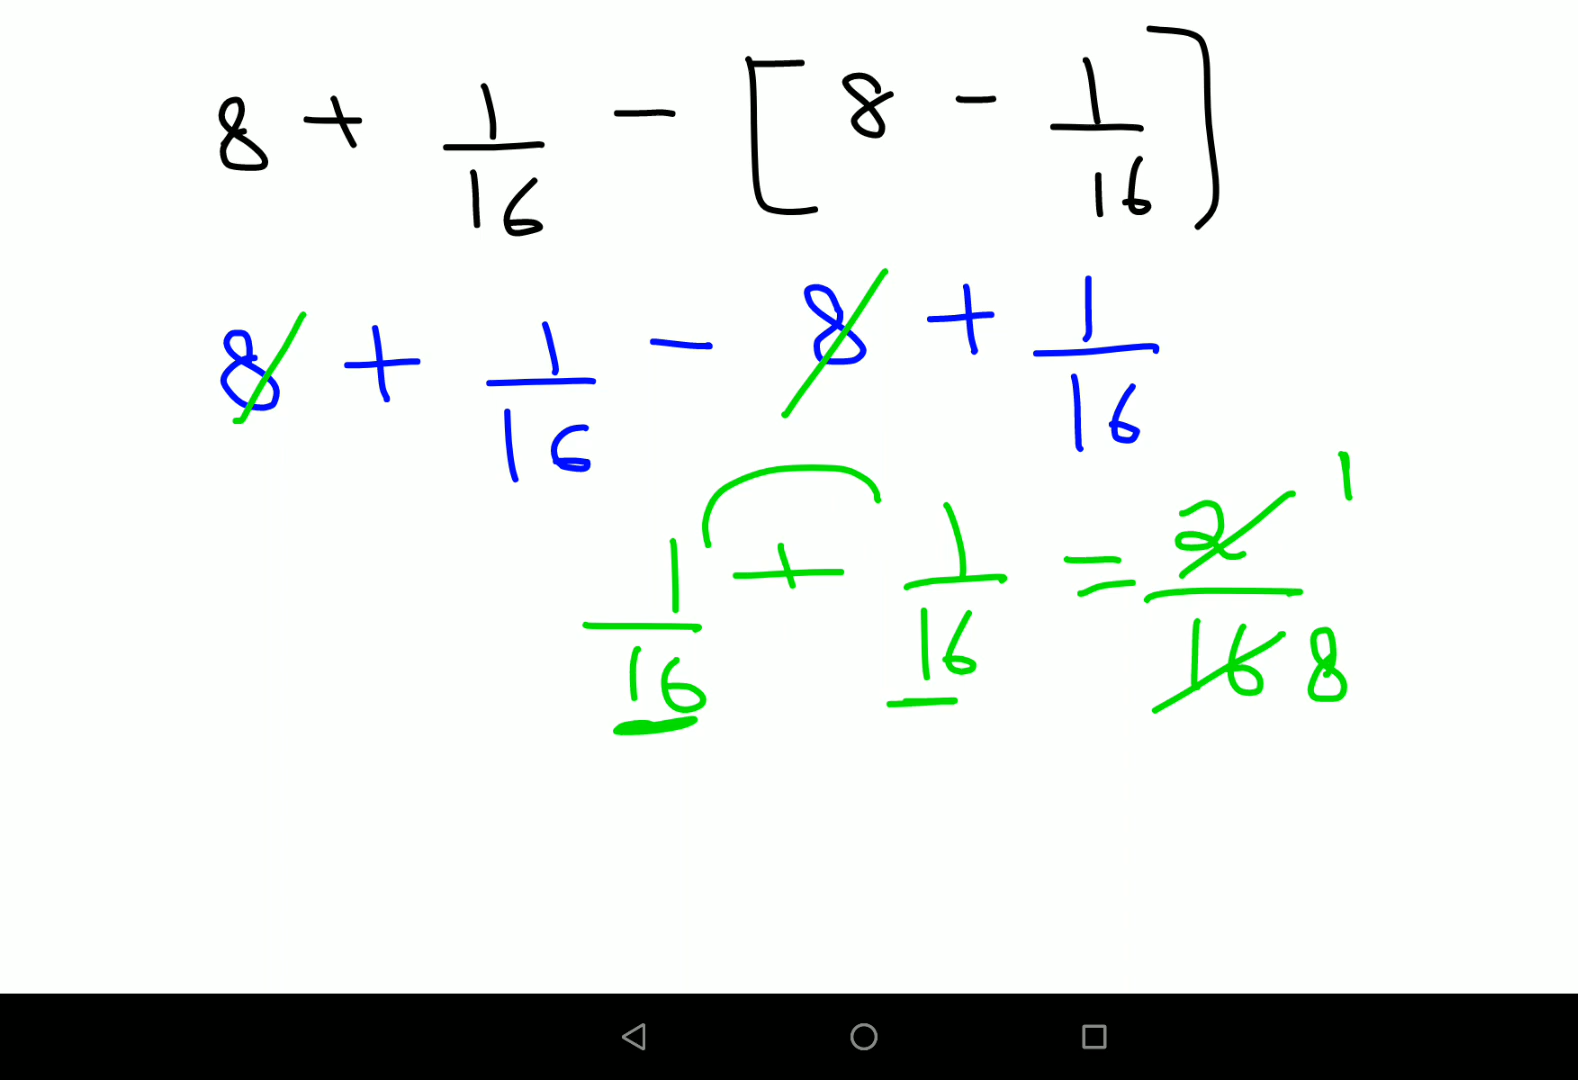 8 + 1/16 - [8 - 1/16]
8 + 1/16 - 8 + 1/16
1/16 + 1/16 = 2/16 1 8